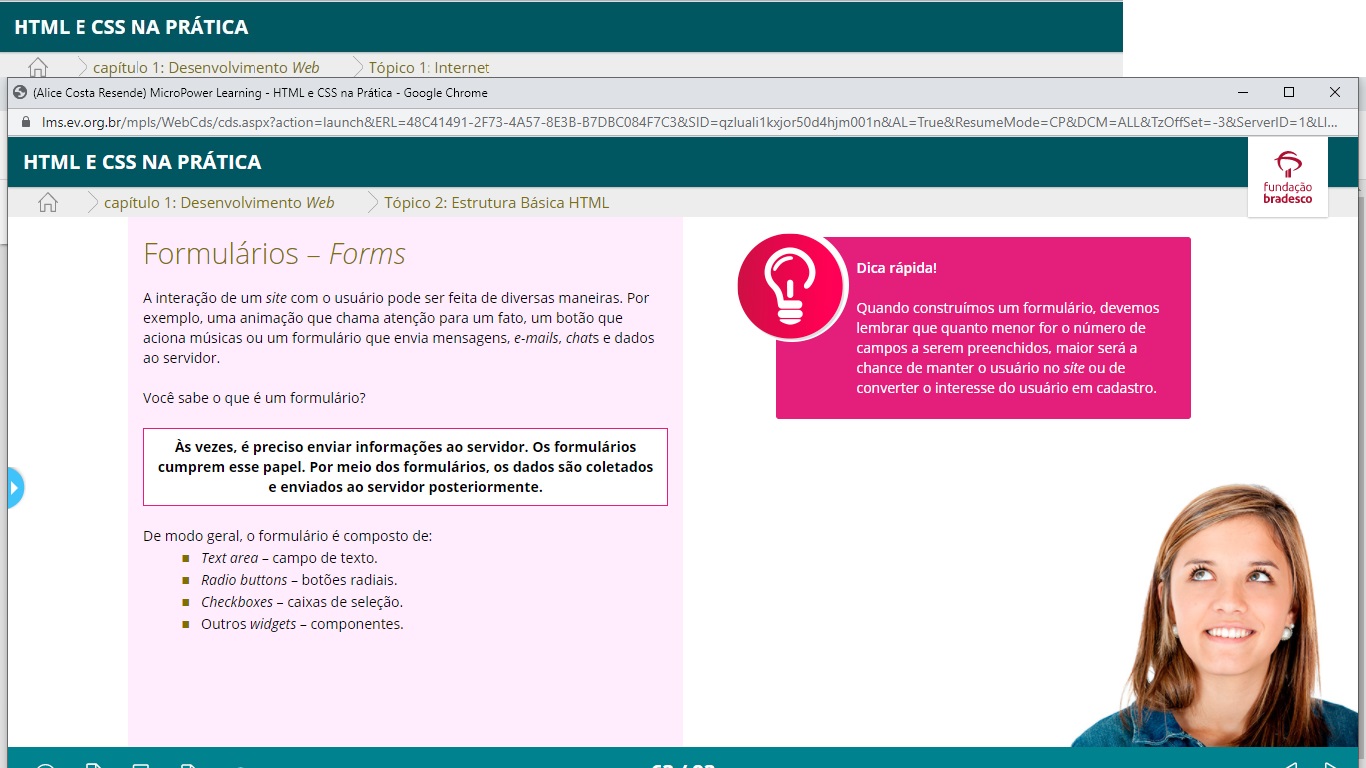 HTML E CSS NA PRÁTICA
capítulo 1: Desenvolvimento Web
Tópico 1: Internet
(Alice Costa Resende) MicroPower Learning - HTML e CSS na Prática - Google Chrome
lms.ev.org.br/mpls/WebCds/cds.aspx?action=launch&ERL=48C41491-2F73-4A57-8E3B-B7DBC084F7C3&SID=qzluali1kxjor50d4hjm001n&AL=True&ResumeMode=CP&DCM=ALL&TzOffSet=-3&ServerID=1&LI...
HTML E CSS NA PRÁTICA
fundação
bradesco
capítulo 1: Desenvolvimento Web
Tópico 2: Estrutura Básica HTML
Formulários – Forms
A interação de um site com o usuário pode ser feita de diversas maneiras. Por
exemplo, uma animação que chama atenção para um fato, um botão que
aciona músicas ou um formulário que envia mensagens, e-mails, chats e dados
ao servidor.
Você sabe o que é um formulário?
Às vezes, é preciso enviar informações ao servidor. Os formulários
cumprem esse papel. Por meio dos formulários, os dados são coletados
e enviados ao servidor posteriormente.
De modo geral, o formulário é composto de:
Text area – campo de texto.
Radio buttons – botões radiais.
Checkboxes – caixas de seleção.
Outros widgets – componentes.
Dica rápida!
Quando construímos um formulário, devemos
lembrar que quanto menor for o número de
campos a serem preenchidos, maior será a
chance de manter o usuário no site ou de
converter o interesse do usuário em cadastro.